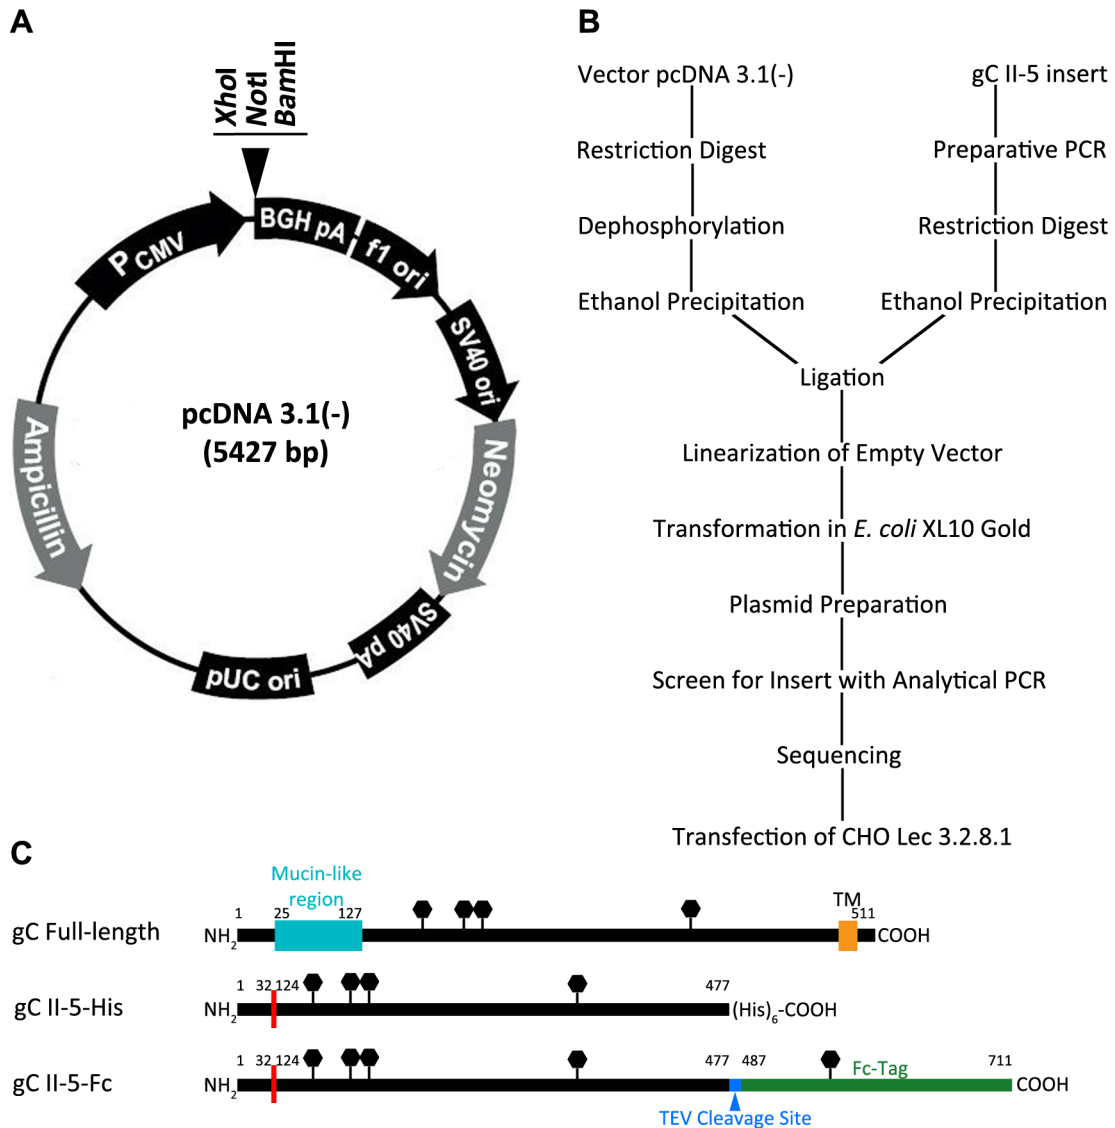 A
XhoI
NotI
BamHI
PCMV
BGH pA
f1 ori
SV40 ori
Neomycin
SV40 pA
pUC ori
Ampicillin
pcDNA 3.1(-)
(5427 bp)
B
Vector pcDNA 3.1(-)
gC II-5 insert
Restriction Digest
Preparative PCR
Dephosphorylation
Restriction Digest
Ethanol Precipitation
Ethanol Precipitation
Ligation
Linearization of Empty Vector
Transformation in E. coli XL10 Gold
Plasmid Preparation
Screen for Insert with Analytical PCR
Sequencing
Transfection of CHO Lec 3.2.8.1
C
Mucin-like
region
TM
1 25 127 511
gC Full-length NH2 COOH
1 32 124 477
gC II-5-His NH2 (His)6-COOH
1 32 124 477 487 711
Fc-Tag
gC II-5-Fc NH2 COOH
TEV Cleavage Site